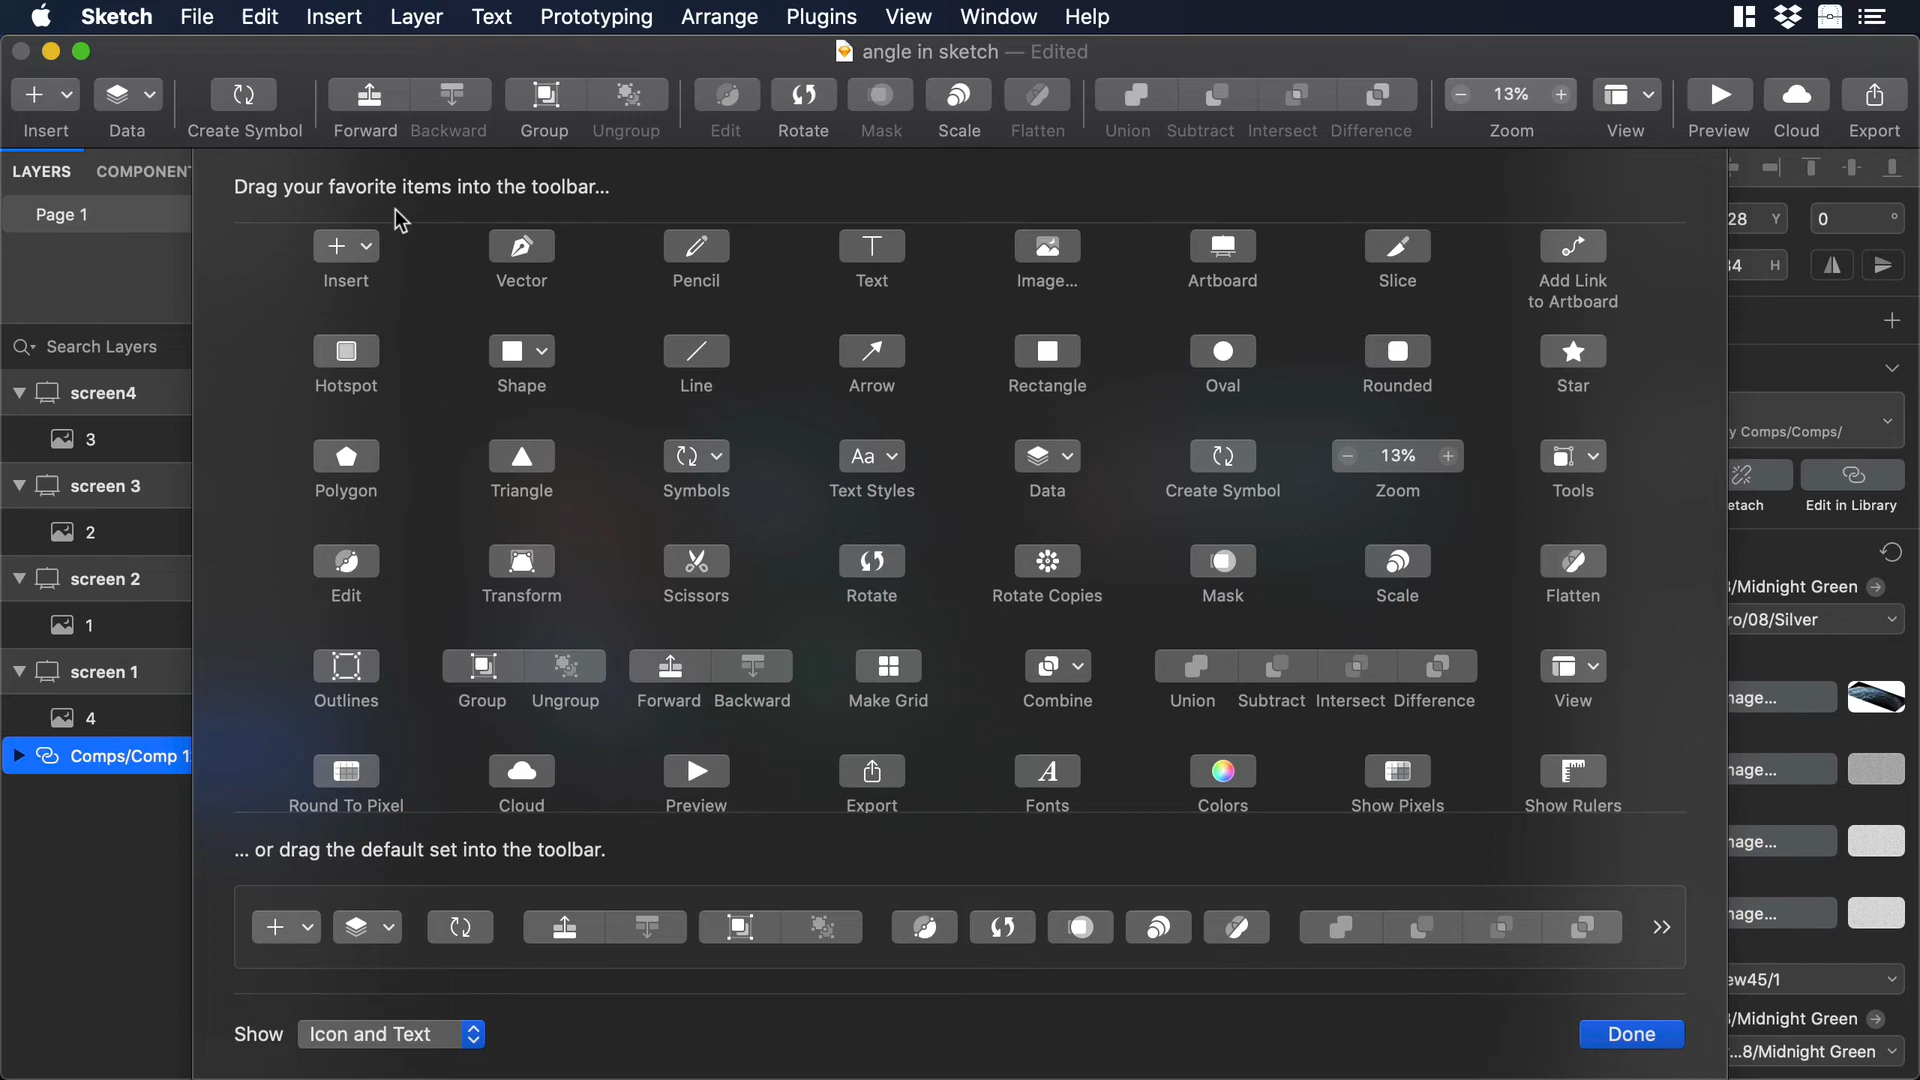 Sketch File Edit Insert Layer Text Prototyping Arrange Plugins View Window Help
angle in sketch — Edited
13%
Insert Data Create Symbol Forward Backward Group Ungroup Edit Rotate Mask Scale Flatten Union Subtract Intersect Difference Zoom View Preview Cloud Export
LAYERS COMPONENT
Page 1
Search Layers
screen4
3
screen 3
2
screen 2
1
screen 1
4
Comps/Comp 1
Drag your favorite items into the toolbar...
Insert Vector Pencil Text Image... Artboard Slice Add Link
to Artboard
Hotspot Shape Line Arrow Rectangle Oval Rounded Star
Aa 13%
Polygon Triangle Symbols Text Styles Data Create Symbol Zoom Tools
Edit Transform Scissors Rotate Rotate Copies Mask Scale Flatten
Outlines Group Ungroup Forward Backward Make Grid Combine Union Subtract Intersect Difference View
A
Round To Pixel Cloud Preview Export Fonts Colors Show Pixels Show Rulers
... or drag the default set into the toolbar.
Show Icon and Text Done
28 Y 0 °
34 H
y Comps/Comps/
etach Edit in Library
/Midnight Green
ro/08/Silver
nage...
nage...
nage...
nage...
ew45/1
/Midnight Green
...8/Midnight Green